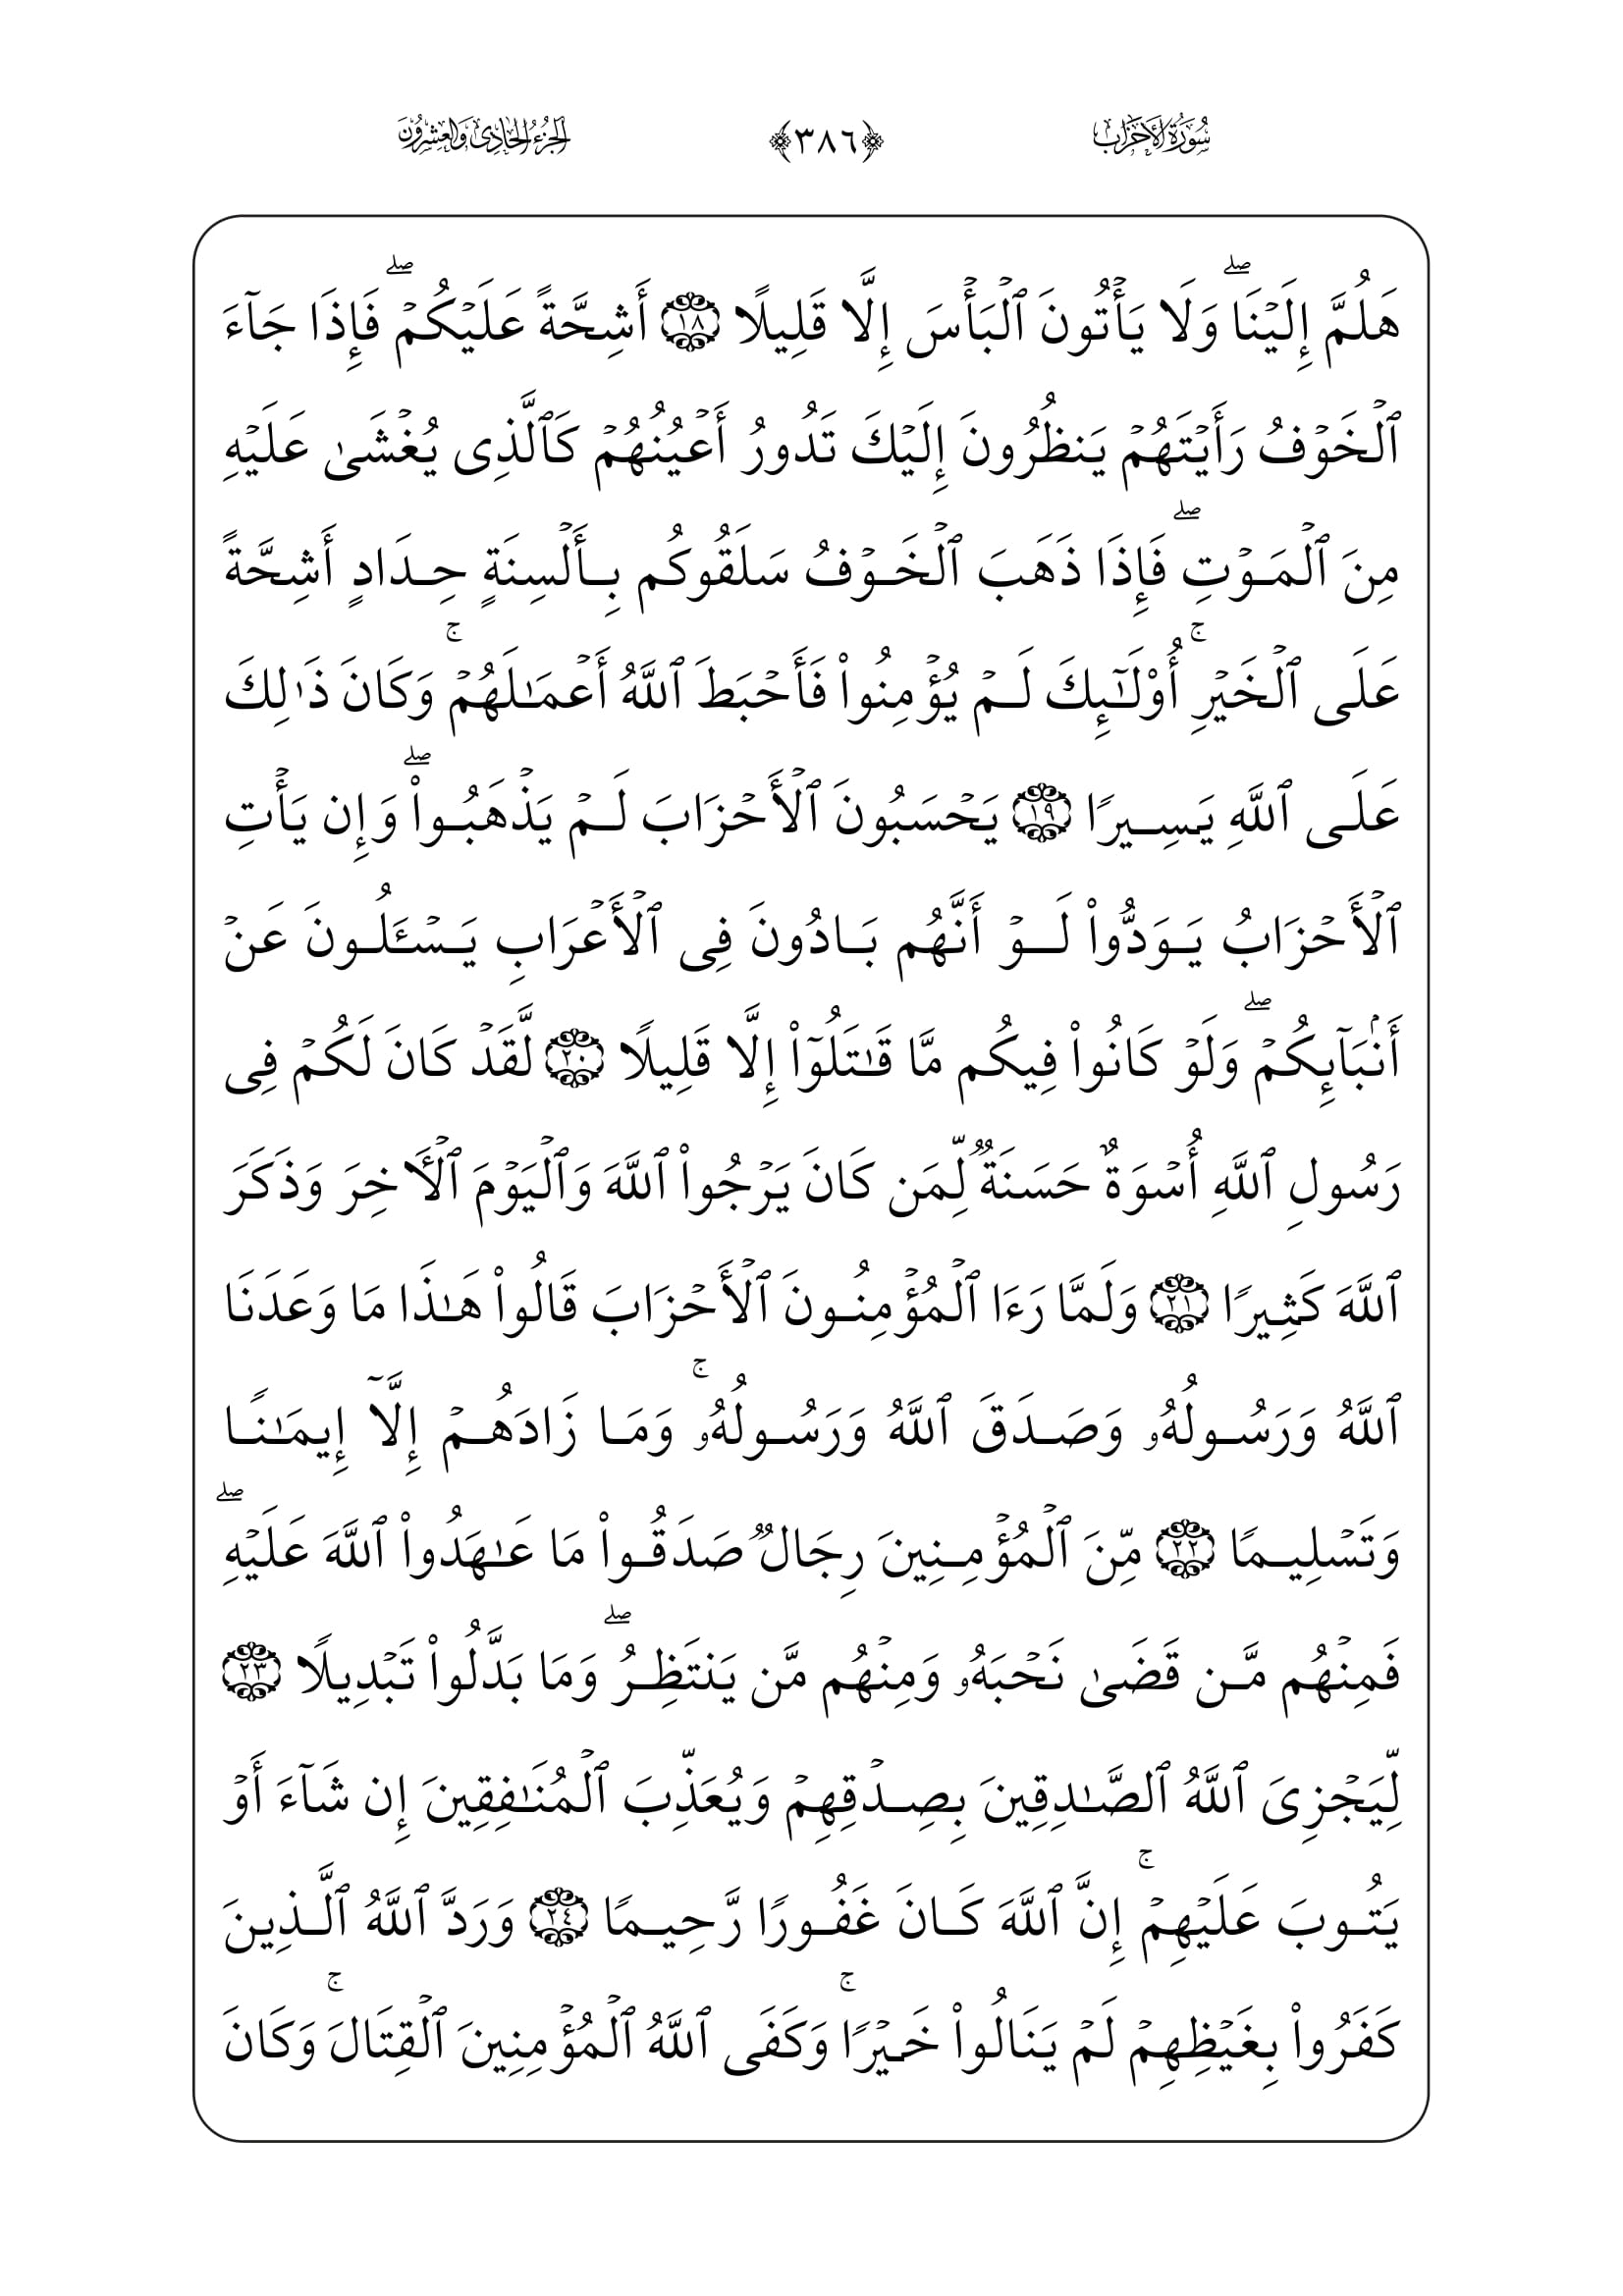 سُورَةُ الأَحْزَابِ ﴿٣٨٦﴾ الجُزْءُ الحَادِى وَالعِشْرُونَ
هَلُمَّ إِلَيْنَاۖ وَلَا يَأْتُونَ ٱلْبَأْسَ إِلَّا قَلِيلًا ١٨ أَشِحَّةً عَلَيْكُمْۖ فَإِذَا جَآءَ
ٱلْخَوْفُ رَأَيْتَهُمْ يَنظُرُونَ إِلَيْكَ تَدُورُ أَعْيُنُهُمْ كَٱلَّذِى يُغْشَىٰ عَلَيْهِ
مِنَ ٱلْمَوْتِۖ فَإِذَا ذَهَبَ ٱلْخَوْفُ سَلَقُوكُم بِأَلْسِنَةٍ حِدَادٍ أَشِحَّةً
عَلَى ٱلْخَيْرِۚ أُوْلَـٰٓئِكَ لَمْ يُؤْمِنُوا۟ فَأَحْبَطَ ٱللَّهُ أَعْمَـٰلَهُمْۚ وَكَانَ ذَٰلِكَ
عَلَى ٱللَّهِ يَسِيرًا ١٩ يَحْسَبُونَ ٱلْأَحْزَابَ لَمْ يَذْهَبُوا۟ۖ وَإِن يَأْتِ
ٱلْأَحْزَابُ يَوَدُّوا۟ لَوْ أَنَّهُم بَادُونَ فِى ٱلْأَعْرَابِ يَسْـَٔلُونَ عَنْ
أَنۢبَآئِكُمْۖ وَلَوْ كَانُوا۟ فِيكُم مَّا قَـٰتَلُوٓا۟ إِلَّا قَلِيلًا ٢٠ لَّقَدْ كَانَ لَكُمْ فِى
رَسُولِ ٱللَّهِ أُسْوَةٌ حَسَنَةٌ لِّمَن كَانَ يَرْجُوا۟ ٱللَّهَ وَٱلْيَوْمَ ٱلْـَٔاخِرَ وَذَكَرَ
ٱللَّهَ كَثِيرًا ٢١ وَلَمَّا رَءَا ٱلْمُؤْمِنُونَ ٱلْأَحْزَابَ قَالُوا۟ هَـٰذَا مَا وَعَدَنَا
ٱللَّهُ وَرَسُولُهُۥ وَصَدَقَ ٱللَّهُ وَرَسُولُهُۥۚ وَمَا زَادَهُمْ إِلَّآ إِيمَـٰنًا
وَتَسْلِيمًا ٢٢ مِّنَ ٱلْمُؤْمِنِينَ رِجَالٌ صَدَقُوا۟ مَا عَـٰهَدُوا۟ ٱللَّهَ عَلَيْهِۖ
فَمِنْهُم مَّن قَضَىٰ نَحْبَهُۥ وَمِنْهُم مَّن يَنتَظِرُۖ وَمَا بَدَّلُوا۟ تَبْدِيلًا ٢٣
لِّيَجْزِىَ ٱللَّهُ ٱلصَّـٰدِقِينَ بِصِدْقِهِمْ وَيُعَذِّبَ ٱلْمُنَـٰفِقِينَ إِن شَآءَ أَوْ
يَتُوبَ عَلَيْهِمْۚ إِنَّ ٱللَّهَ كَانَ غَفُورًا رَّحِيمًا ٢٤ وَرَدَّ ٱللَّهُ ٱلَّذِينَ
كَفَرُوا۟ بِغَيْظِهِمْ لَمْ يَنَالُوا۟ خَيْرًاۚ وَكَفَى ٱللَّهُ ٱلْمُؤْمِنِينَ ٱلْقِتَالَۚ وَكَانَ